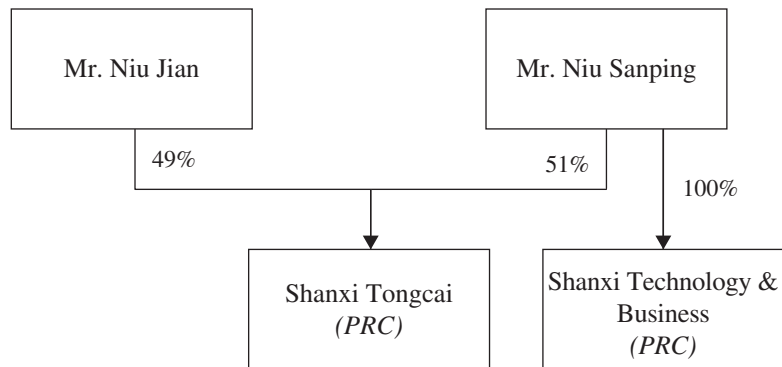 Mr. Niu Jian
Mr. Niu Sanping
49%
51%
100%
Shanxi Tongcai
(PRC)
Shanxi Technology &
Business
(PRC)